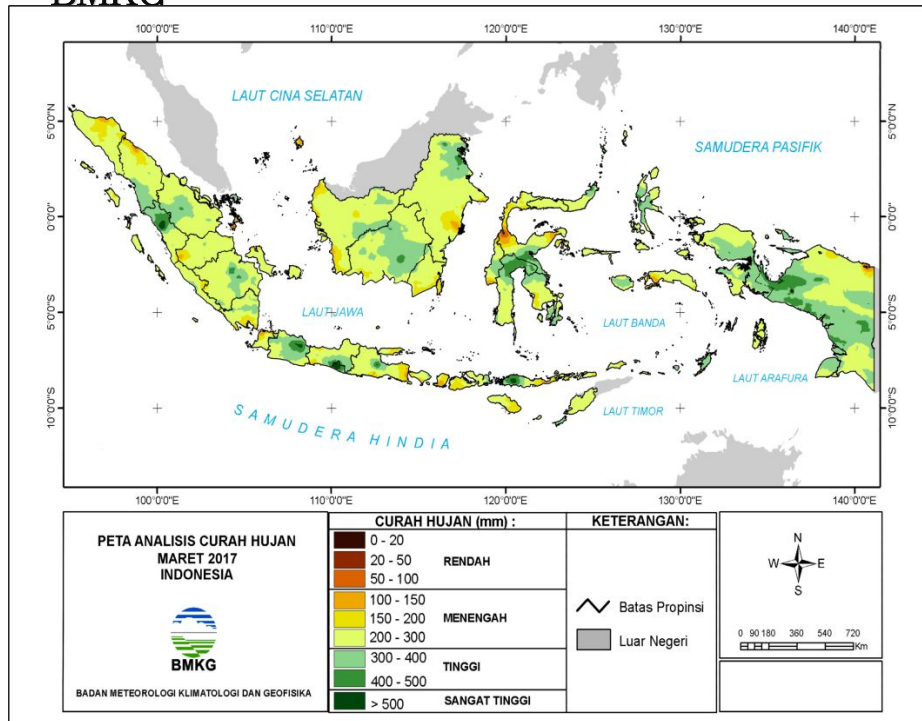 BMKG
LAUT CINA SELATAN
SAMUDERA PASIFIK
LAUT JAWA
LAUT BANDA
LAUT ARAFURA
LAUT TIMOR
SAMUDERA HINDIA
100°0'0"E 110°0'0"E 120°0'0"E 130°0'0"E 140°0'0"E
5°0'0"N 5°0'0"N
0°0'0" 0°0'0"
5°0'0"S 5°0'0"S
10°0'0"S 10°0'0"S
100°0'0"E 110°0'0"E 120°0'0"E 130°0'0"E 140°0'0"E
PETA ANALISIS CURAH HUJAN
MARET 2017
INDONESIA
BMKG
BADAN METEOROLOGI KLIMATOLOGI DAN GEOFISIKA
CURAH HUJAN (mm) :
0 - 20
20 - 50 RENDAH
50 - 100
100 - 150
150 - 200 MENENGAH
200 - 300
300 - 400 TINGGI
400 - 500
> 500 SANGAT TINGGI
KETERANGAN:
Batas Propinsi
Luar Negeri
N
W E
S
0 90 180 360 540 720
Km